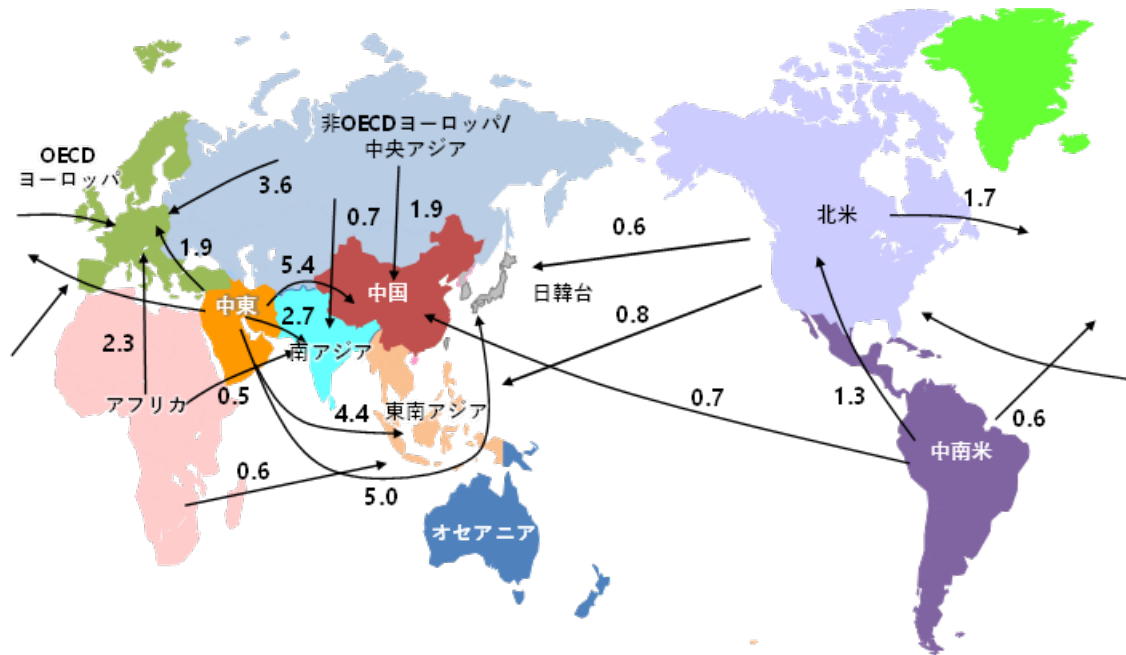 非OECDヨーロッパ/
中央アジア
OECD
ヨーロッパ
3.6
1.7
0.7
1.9
北米
0.6
1.9
5.4
中国
日韓台
中東
2.7
0.8
南アジア
2.3
アフリカ
0.5
4.4
東南アジア
0.7
1.3
0.6
中南米
0.6
5.0
オセアニア